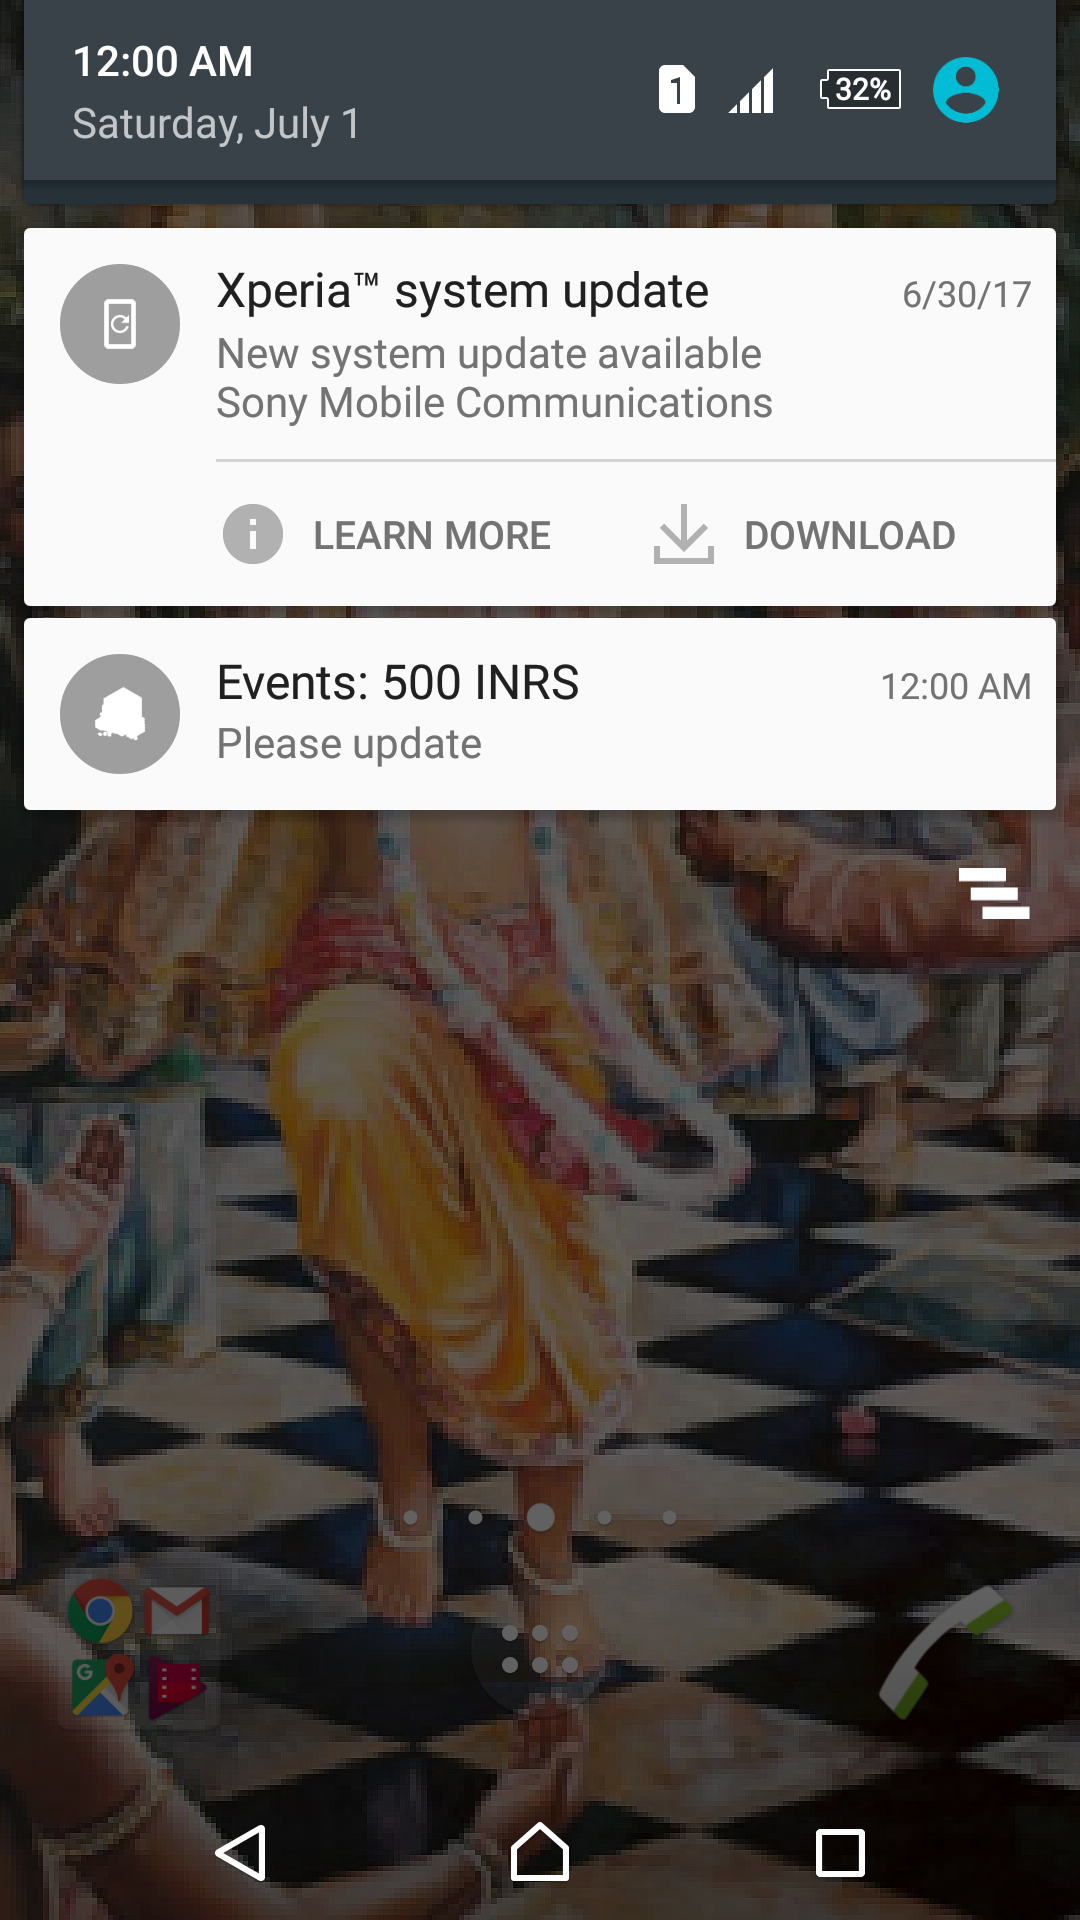 12:00 AM
Saturday, July 1
1
32%
Xperia™ system update
6/30/17
New system update available
Sony Mobile Communications
LEARN MORE
DOWNLOAD
Events: 500 INRS
12:00 AM
Please update
G